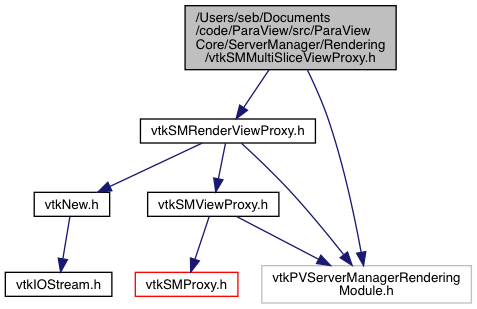 /Users/seb/Documents
/code/ParaView/src/ParaView
Core/ServerManager/Rendering
/vtkSMMultiSliceViewProxy.h
vtkSMRenderViewProxy.h
vtkNew.h
vtkSMViewProxy.h
vtkIOStream.h
vtkSMProxy.h
vtkPVServerManagerRendering
Module.h